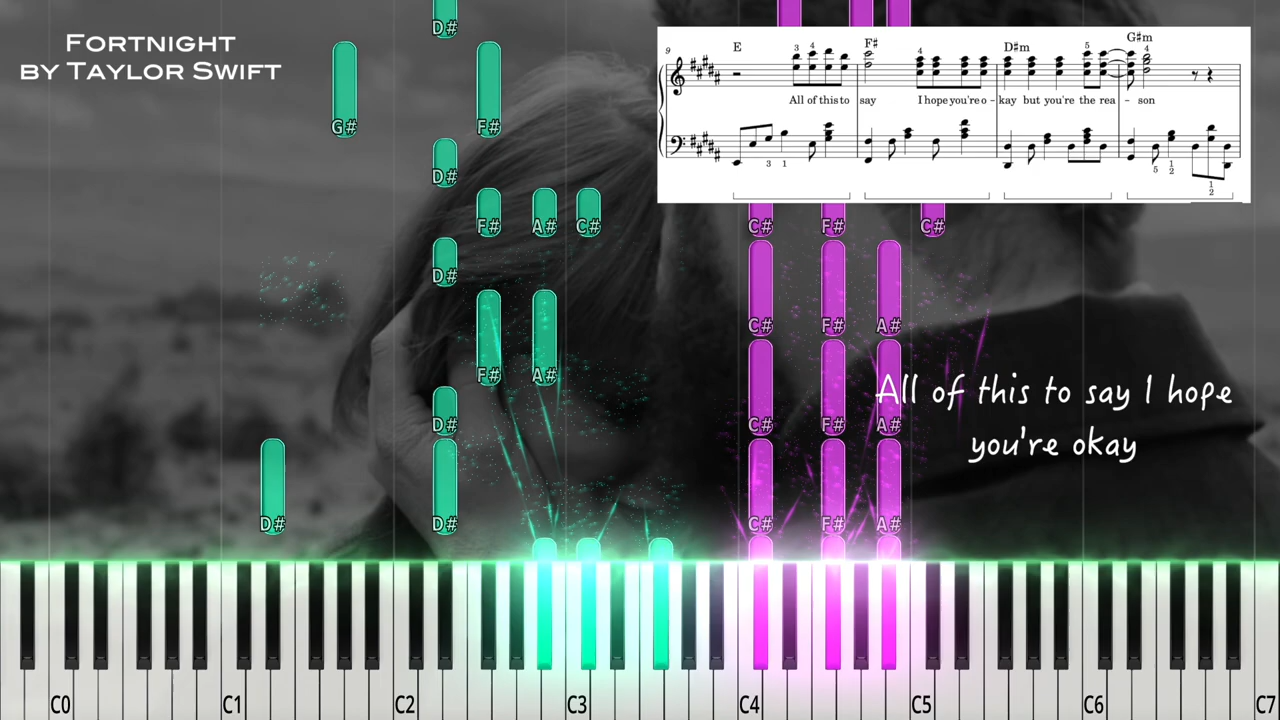 FORTNIGHT
BY TAYLOR SWIFT
D#
G# F#
D#
F# A# C# C# F# C#
D#
C# F# A#
F# A#
D# C# F# A#
D# D# C# F# A#
9 E 3 4 F# 4 D#m 5 G#m 4
All of this to say I hope you're o - kay but you're the rea - son
3 1 5 1 2 1 2
All of this to say I hope
you're okay
C0 C1 C2 C3 C4 C5 C6 C7